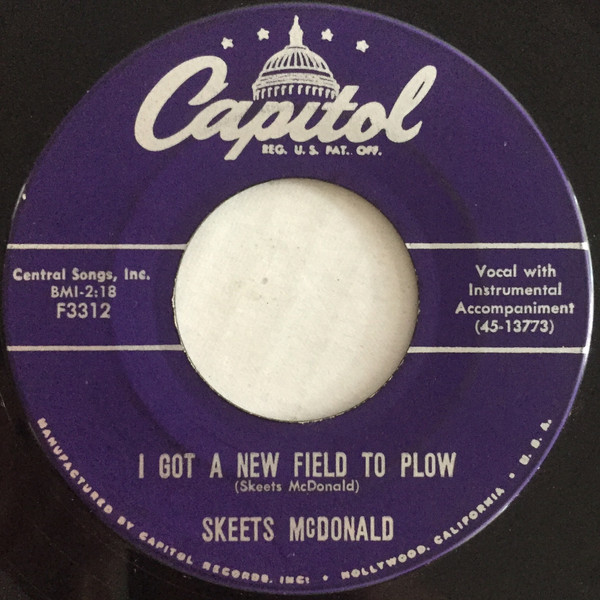 Capitol
REG. U.S. PAT. OFF.
Central Songs, Inc.
BMI-2:18
F3312
Vocal with
Instrumental
Accompaniment
(45-13773)
I GOT A NEW FIELD TO PLOW
(Skeets McDonald)
SKEETS McDONALD
MANUFACTURED BY CAPITOL RECORDS, INC. • HOLLYWOOD, CALIFORNIA • U.S.A.